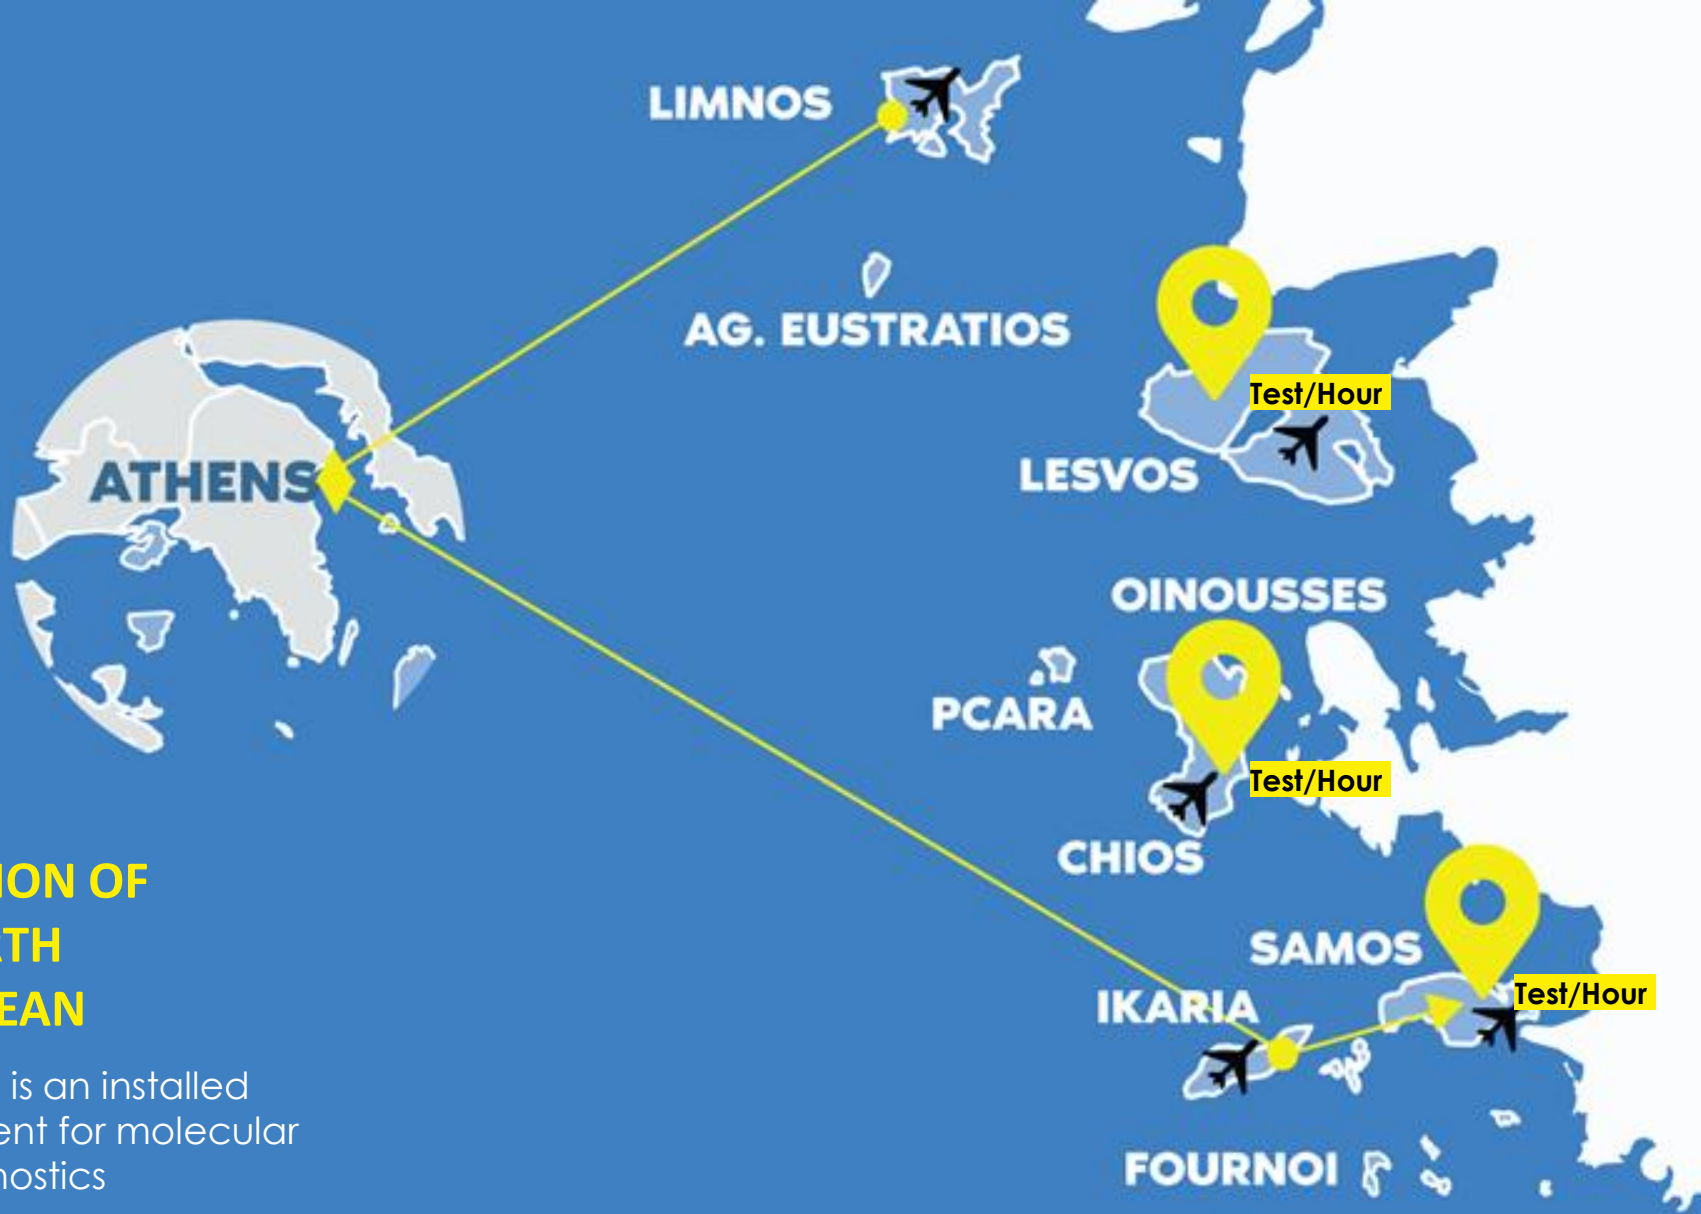 LIMNOS
AG. EUSTRATIOS
Test/Hour
LESVOS
ATHENS
OINOUSSES
PCARA
Test/Hour
CHIOS
SAMOS
Test/Hour
IKARIA
FOURNOI
ION OF
ATH
EAN
is an installed
ent for molecular
nostics